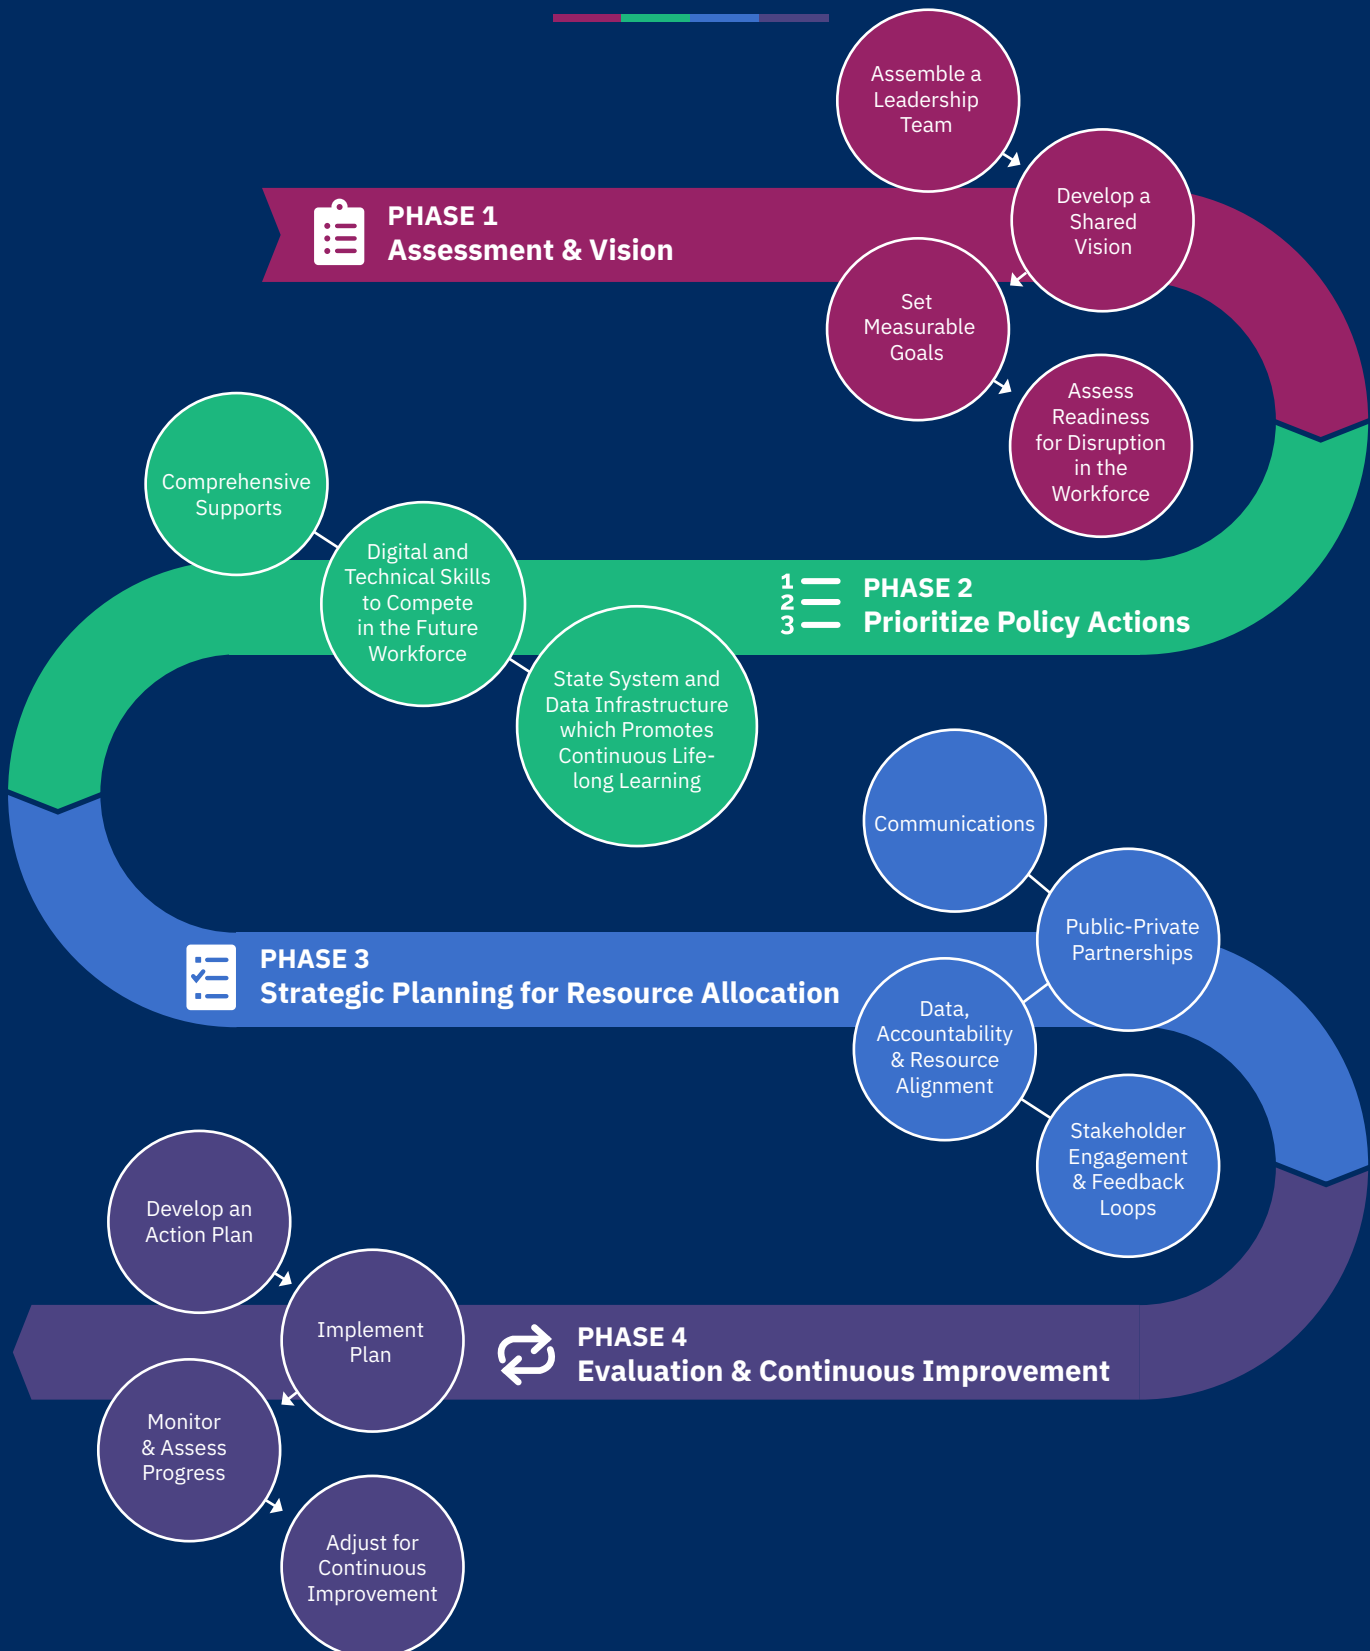 Assemble a
Leadership
Team
Develop a
Shared
Vision
PHASE 1
Assessment & Vision
Set
Measurable
Goals
Assess
Readiness
for Disruption
in the
Workforce
Comprehensive
Supports
Digital and
Technical Skills
to Compete
in the Future
Workforce
1
2
3
PHASE 2
Prioritize Policy Actions
State System and
Data Infrastructure
which Promotes
Continuous Life-
long Learning
Communications
Public-Private
Partnerships
PHASE 3
Strategic Planning for Resource Allocation
Data,
Accountability
& Resource
Alignment
Stakeholder
Engagement
& Feedback
Loops
Develop an
Action Plan
Implement
Plan
PHASE 4
Evaluation & Continuous Improvement
Monitor
& Assess
Progress
Adjust for
Continuous
Improvement